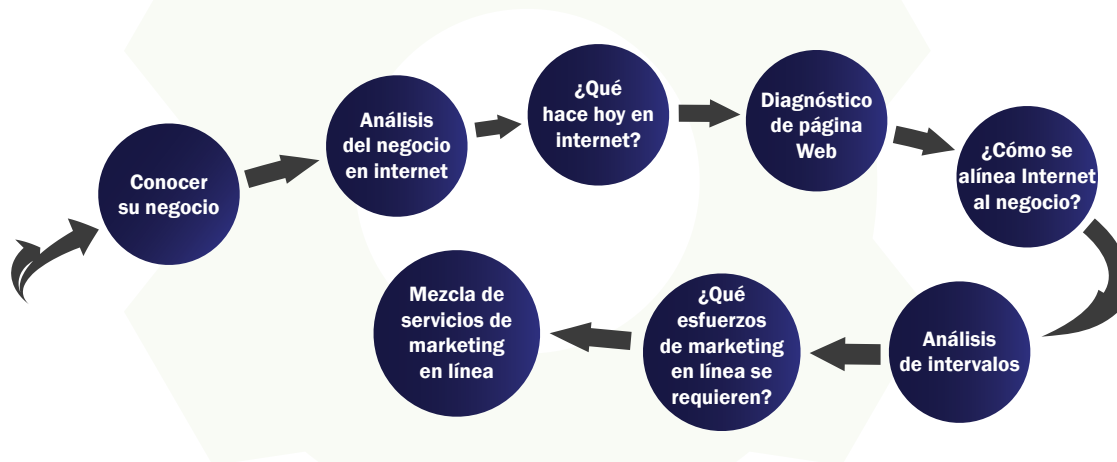 Conocer
su negocio
Análisis
del negocio
en internet
¿Qué
hace hoy en
internet?
Diagnóstico
de página
Web
¿Cómo se
alínea Internet
al negocio?
Análisis
de intervalos
¿Qué
esfuerzos
de marketing
en línea se
requieren?
Mezcla de
servicios de
marketing
en línea